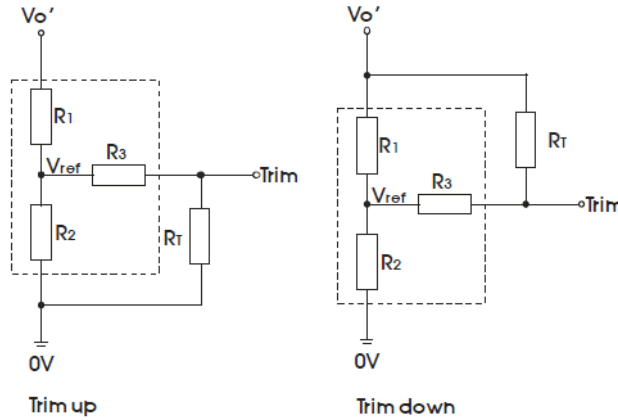 Vo'
R1
Vref
R3
Trim
R2
RT
0V
Trim up
Vo'
R1
RT
Vref
R3
Trim
R2
0V
Trim down